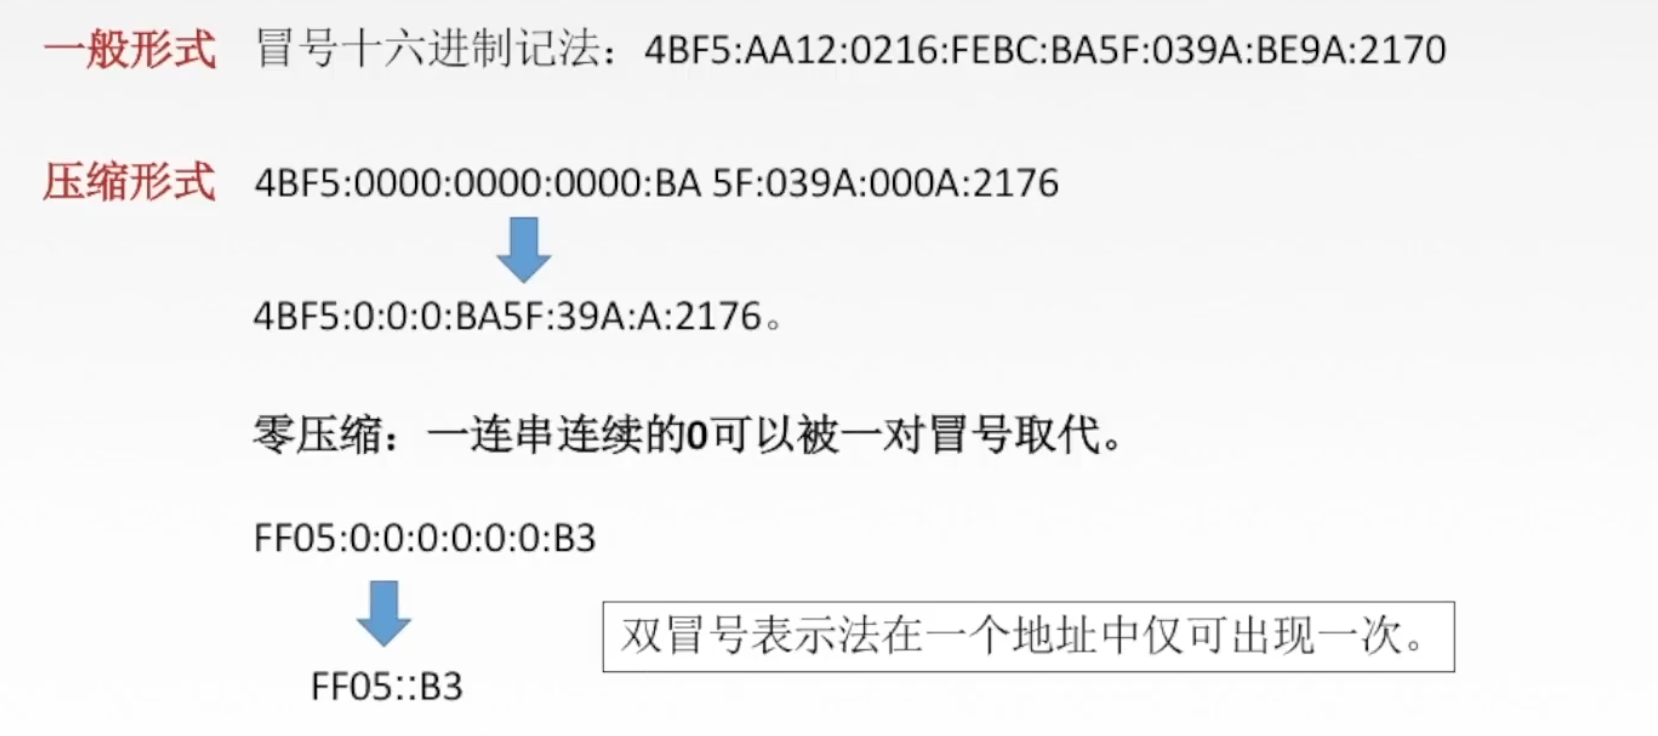 一般形式 冒号十六进制记法：4BF5:AA12:0216:FEBC:BA5F:039A:BE9A:2170
压缩形式 4BF5:0000:0000:0000:BA 5F:039A:000A:2176
4BF5:0:0:0:BA5F:39A:A:2176。
零压缩：一连串连续的0可以被一对冒号取代。
FF05:0:0:0:0:0:0:B3
双冒号表示法在一个地址中仅可出现一次。
FF05::B3